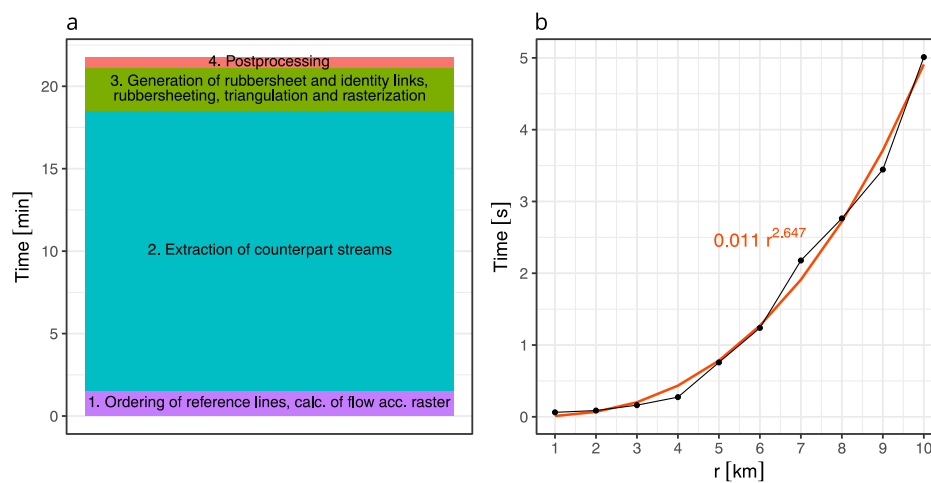 a
Time [min]
20
15
10
5
0
4. Postprocessing
3. Generation of rubbersheet and identity links,
rubbersheeting, triangulation and rasterization
2. Extraction of counterpart streams
1. Ordering of reference lines, calc. of flow acc. raster
b
Time [s]
5
4
3
2
1
0
0.011 r^2.647
1 2 3 4 5 6 7 8 9 10
r [km]